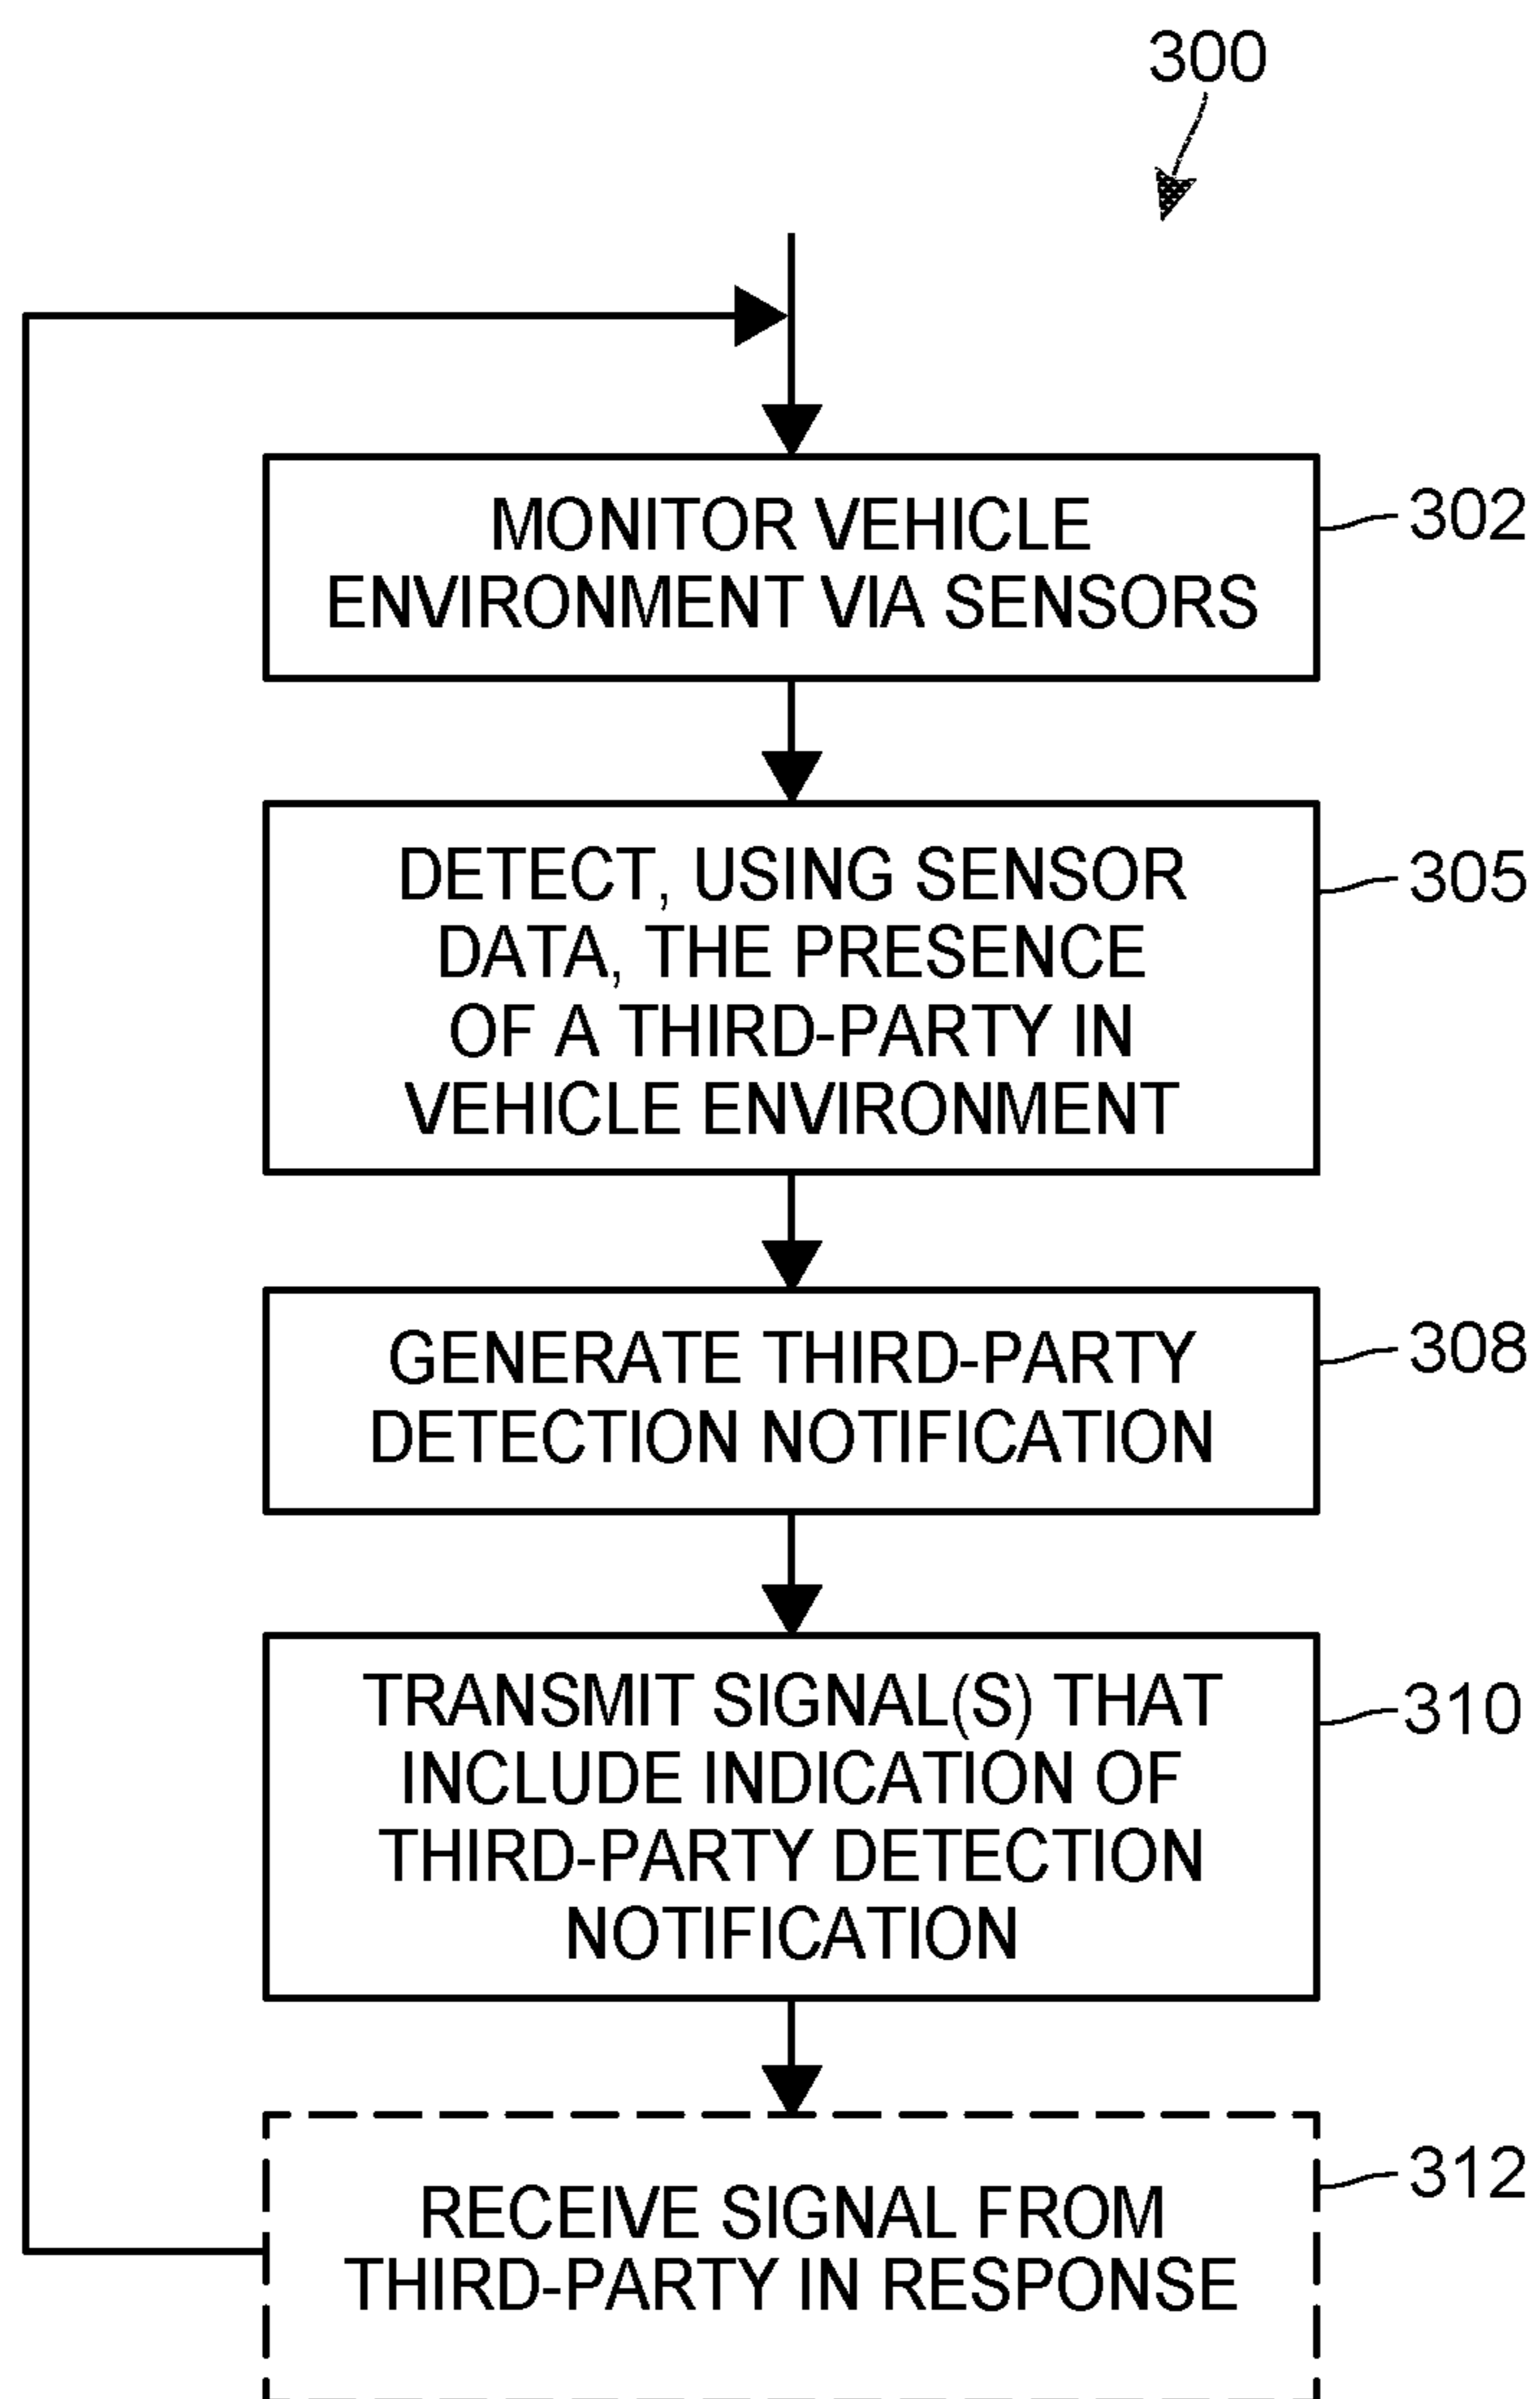 300
MONITOR VEHICLE
ENVIRONMENT VIA SENSORS
302
DETECT, USING SENSOR
DATA, THE PRESENCE
OF A THIRD-PARTY IN
VEHICLE ENVIRONMENT
305
GENERATE THIRD-PARTY
DETECTION NOTIFICATION
308
TRANSMIT SIGNAL(S) THAT
INCLUDE INDICATION OF
THIRD-PARTY DETECTION
NOTIFICATION
310
RECEIVE SIGNAL FROM
THIRD-PARTY IN RESPONSE
312